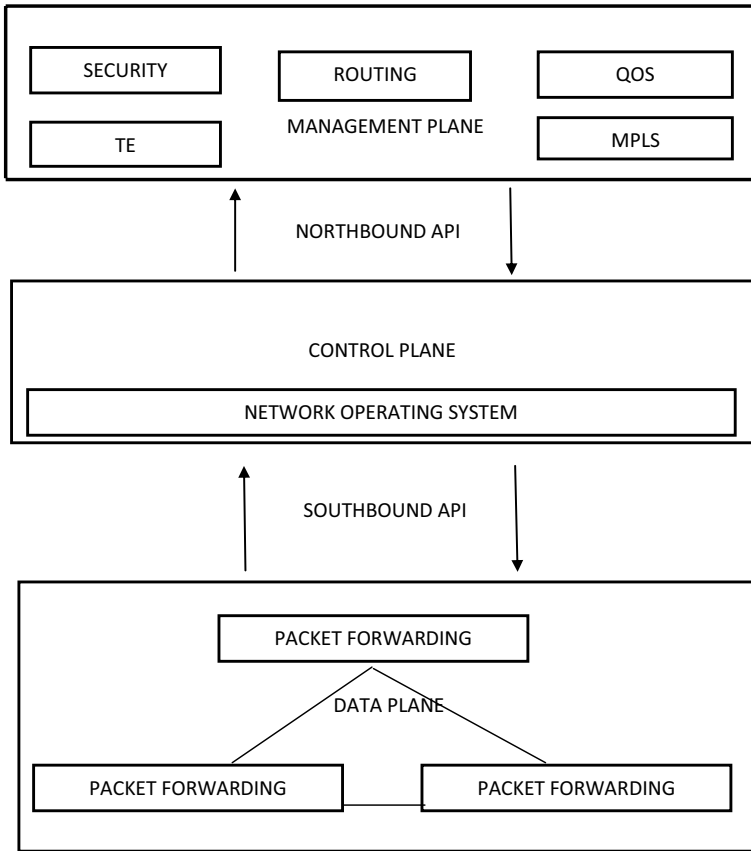 SECURITY
ROUTING
QOS
TE
MANAGEMENT PLANE
MPLS
NORTHBOUND API
CONTROL PLANE
NETWORK OPERATING SYSTEM
SOUTHBOUND API
PACKET FORWARDING
DATA PLANE
PACKET FORWARDING
PACKET FORWARDING